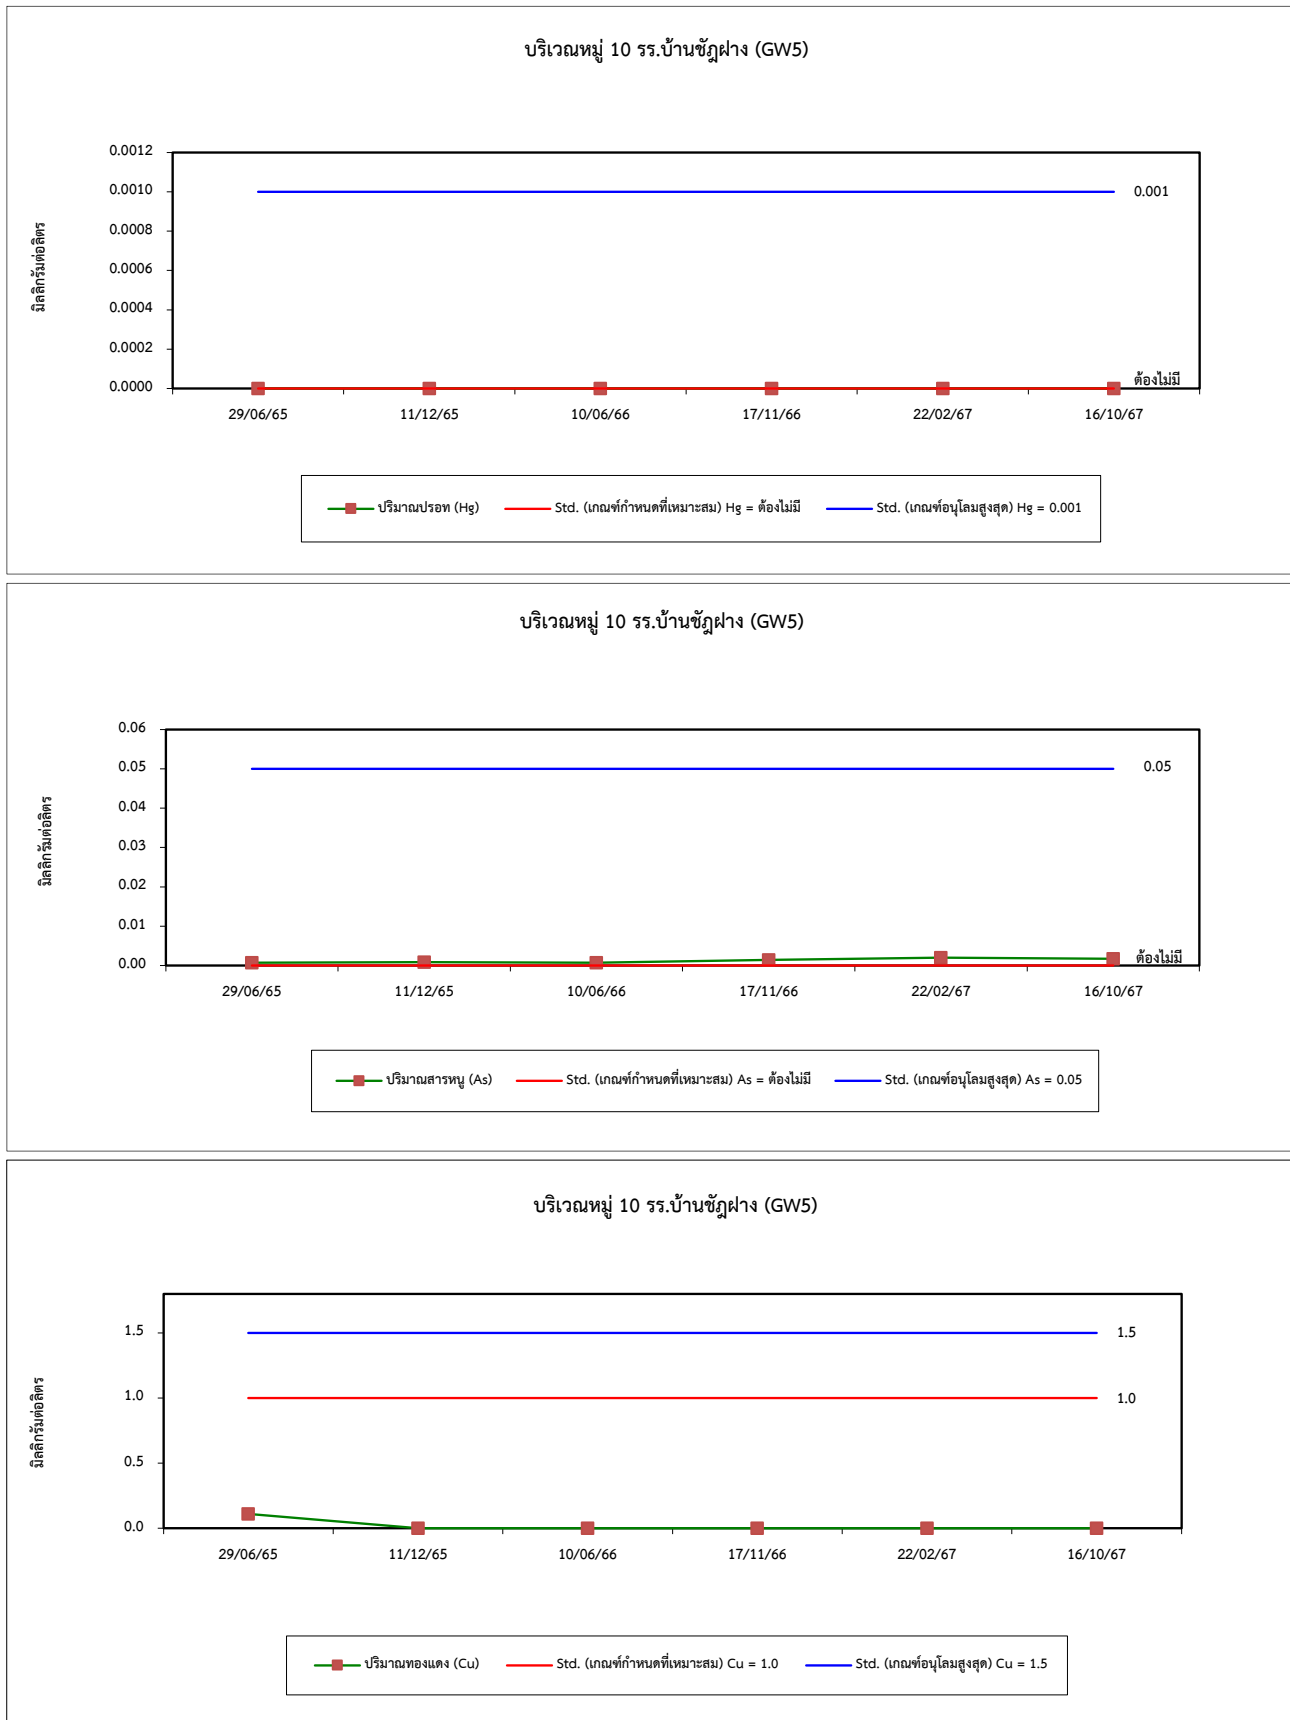 บริเวณหมู่ 10 รร.บ้านชัฎฝาง (GW5)
มิลลิกรัมต่อลิตร
0.0012
0.0010
0.001
0.0008
0.0006
0.0004
0.0002
0.0000
ต้องไม่มี
29/06/65 11/12/65 10/06/66 17/11/66 22/02/67 16/10/67
ปริมาณปรอท (Hg) Std. (เกณฑ์กำหนดที่เหมาะสม) Hg = ต้องไม่มี Std. (เกณฑ์อนุโลมสูงสุด) Hg = 0.001
บริเวณหมู่ 10 รร.บ้านชัฎฝาง (GW5)
มิลลิกรัมต่อลิตร
0.06
0.05
0.05
0.04
0.03
0.02
0.01
0.00
ต้องไม่มี
29/06/65 11/12/65 10/06/66 17/11/66 22/02/67 16/10/67
ปริมาณสารหนู (As) Std. (เกณฑ์กำหนดที่เหมาะสม) As = ต้องไม่มี Std. (เกณฑ์อนุโลมสูงสุด) As = 0.05
บริเวณหมู่ 10 รร.บ้านชัฎฝาง (GW5)
มิลลิกรัมต่อลิตร
1.5
1.5
1.0
1.0
0.5
0.0
29/06/65 11/12/65 10/06/66 17/11/66 22/02/67 16/10/67
ปริมาณทองแดง (Cu) Std. (เกณฑ์กำหนดที่เหมาะสม) Cu = 1.0 Std. (เกณฑ์อนุโลมสูงสุด) Cu = 1.5